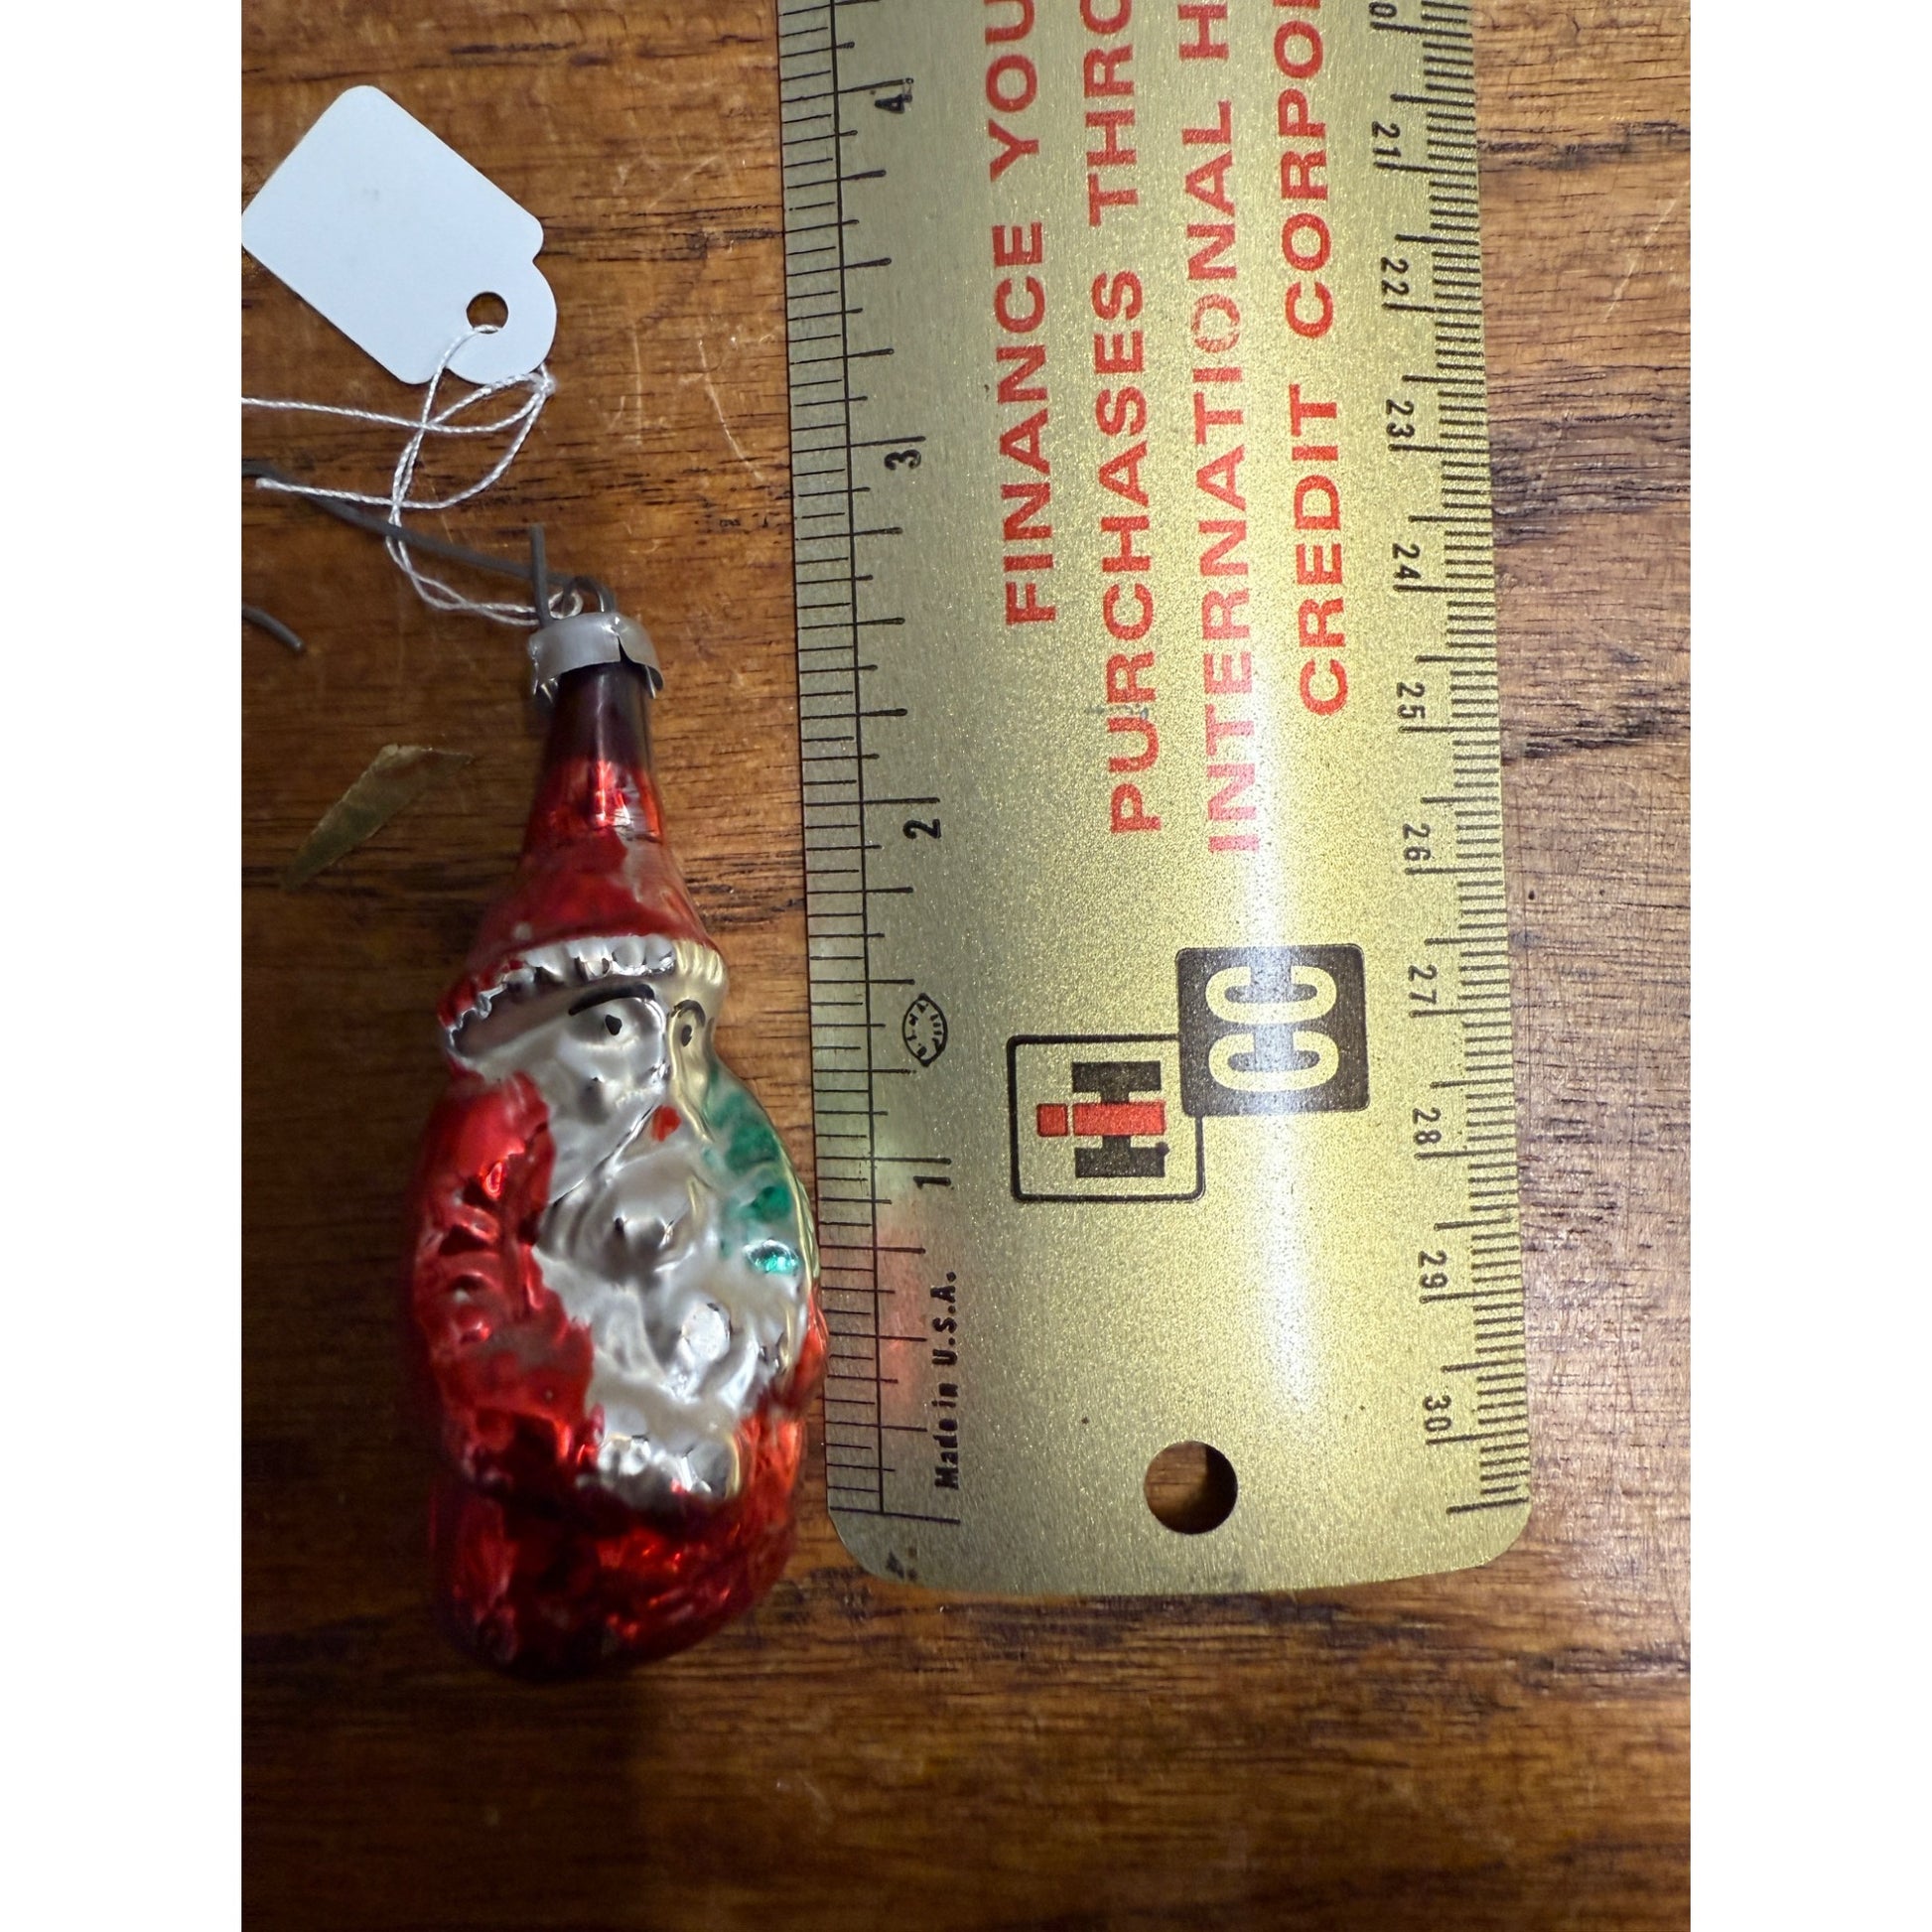 FINANCE YOU
PURCHASES THRO
INTERNATIONAL H
CREDIT CORPO
IH
CC
4
3
2
1
Made in U.S.A.
21
22
23
24
25
26
27
28
29
30